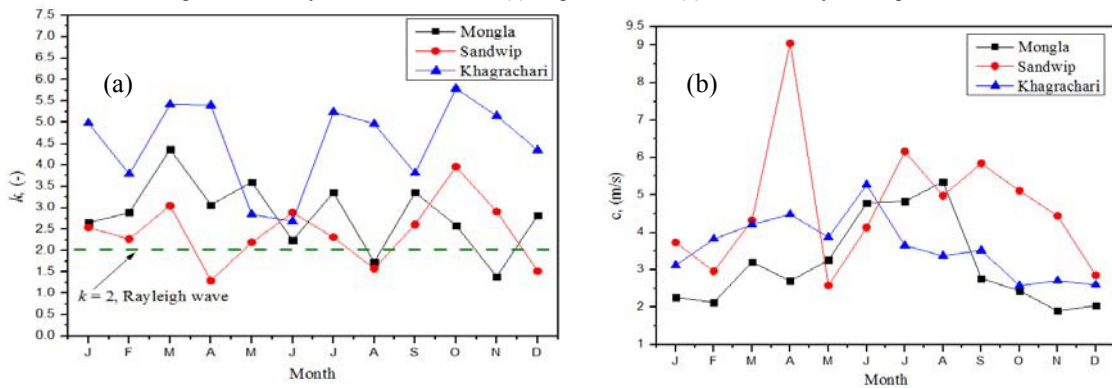 (a)
Mongla
Sandwip
Khagrachari
7.5
7.0
6.5
6.0
5.5
5.0
4.5
4.0
3.5
3.0
2.5
2.0
1.5
1.0
0.5
0.0
k, (-)
k = 2, Rayleigh wave
J F M A M J J A S O N D
Month
(b)
Mongla
Sandwip
Khagrachari
9.5
9
8
7
6
5
4
3
2
1
c, (m/s)
J F M A M J J A S O N D
Month